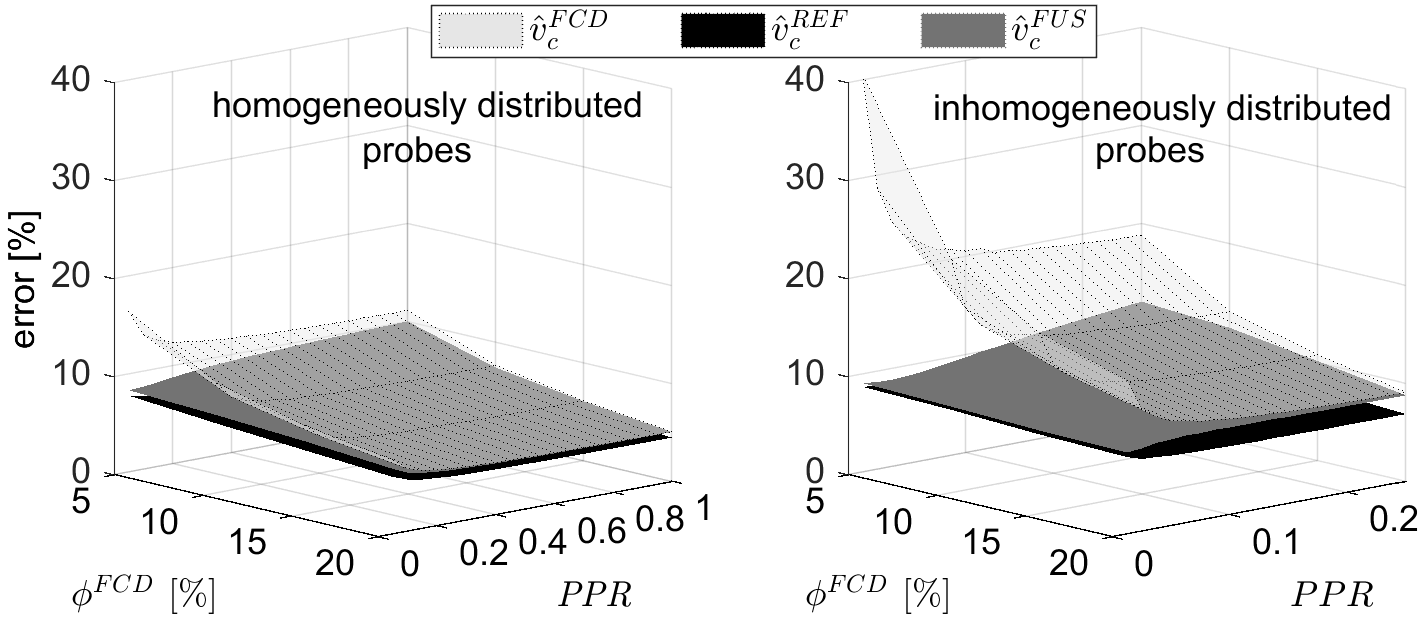 v̂_c^{FCD} v̂_c^{REF} v̂_c^{FUS}
homogeneously distributed
probes
error [%]
40
30
20
10
0
5
10
15
20
0
0.2
0.4
0.6
0.8
1
ϕ^{FCD} [%]
PPR
inhomogeneously distributed
probes
40
30
20
10
0
5
10
15
20
0
0.1
0.2
ϕ^{FCD} [%]
PPR